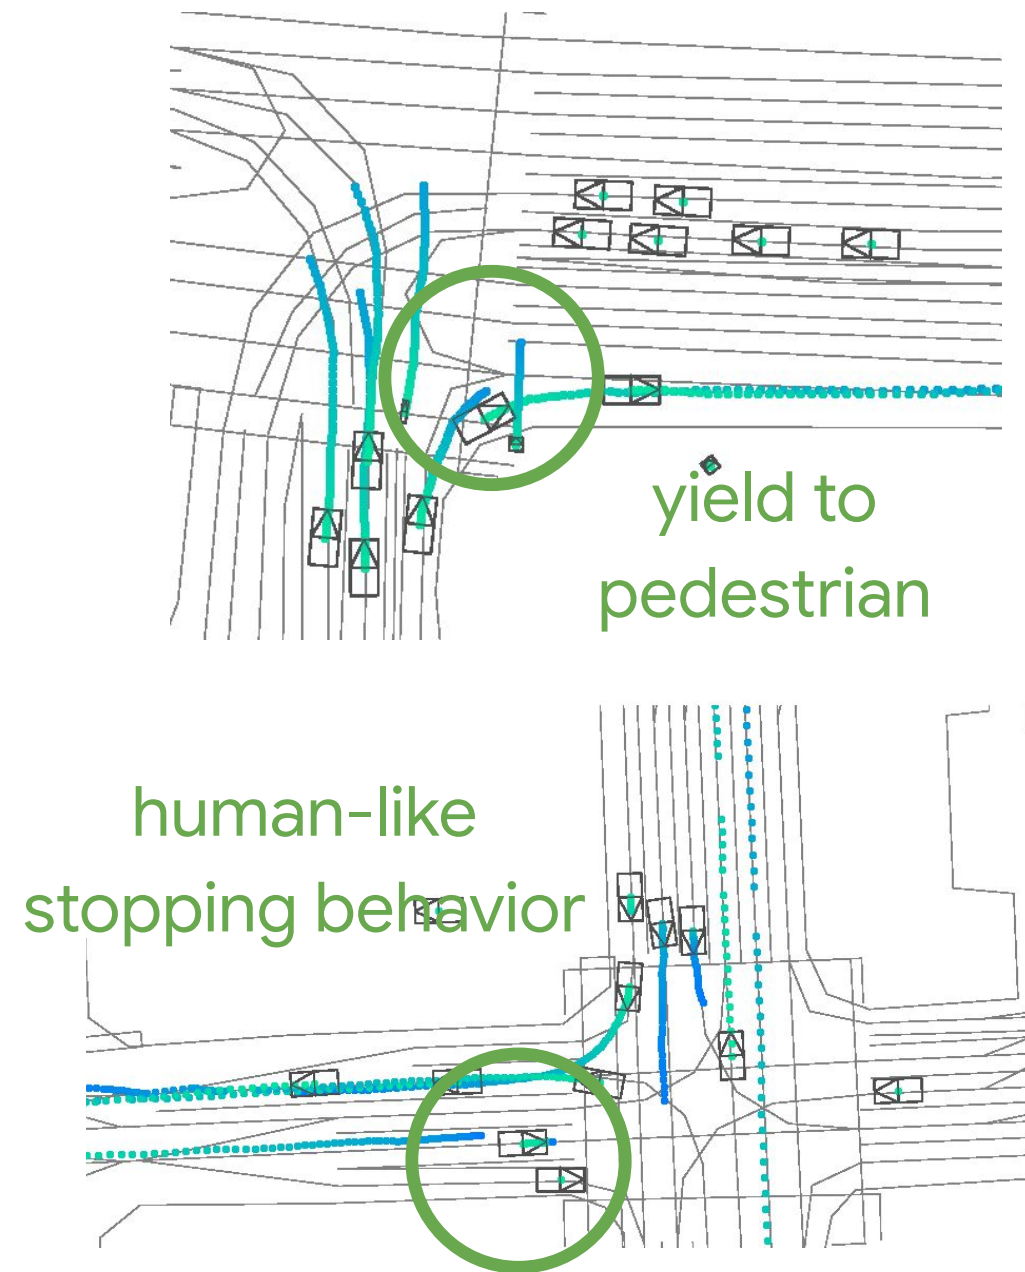 yield to
pedestrian
human-like
stopping behavior